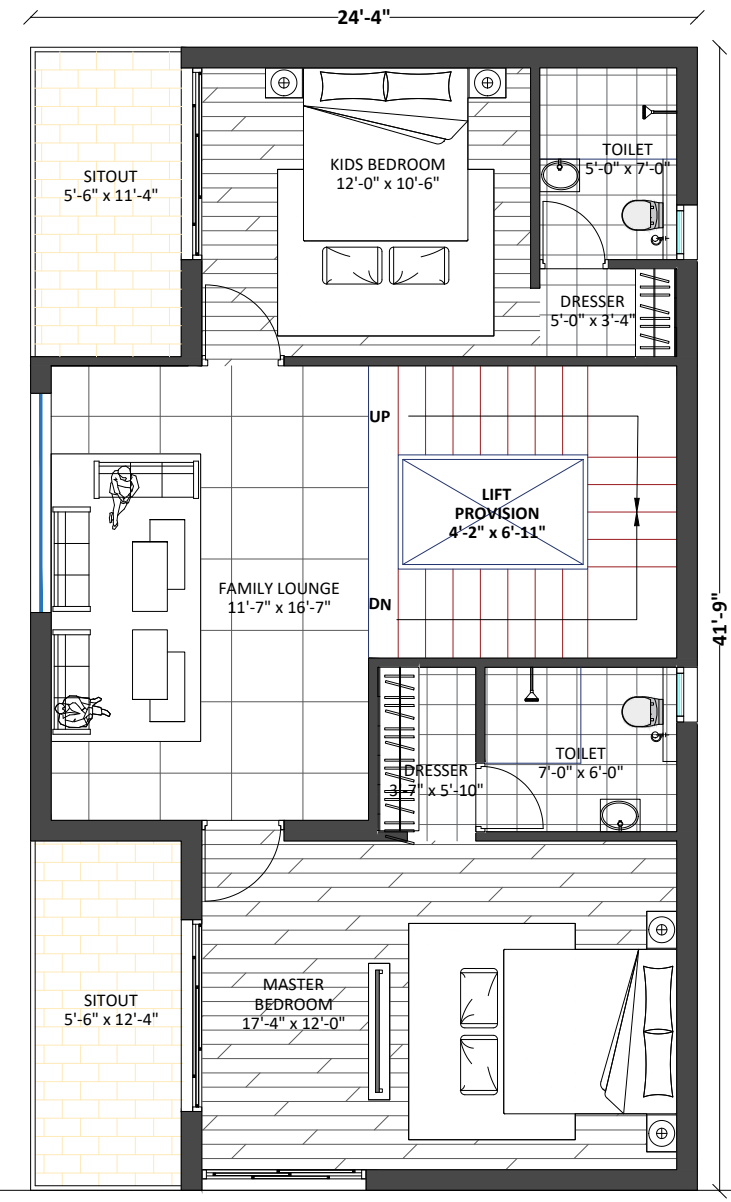 24'-4"
SITOUT
5'-6" x 11'-4"
KIDS BEDROOM
12'-0" x 10'-6"
TOILET
5'-0" x 7'-0"
DRESSER
5'-0" x 3'-4"
UP
LIFT
PROVISION
4'-2" x 6'-11"
FAMILY LOUNGE
11'-7" x 16'-7"
DN
41'-9"
DRESSER
3'-7" x 5'-10"
TOILET
7'-0" x 6'-0"
SITOUT
5'-6" x 12'-4"
MASTER
BEDROOM
17'-4" x 12'-0"